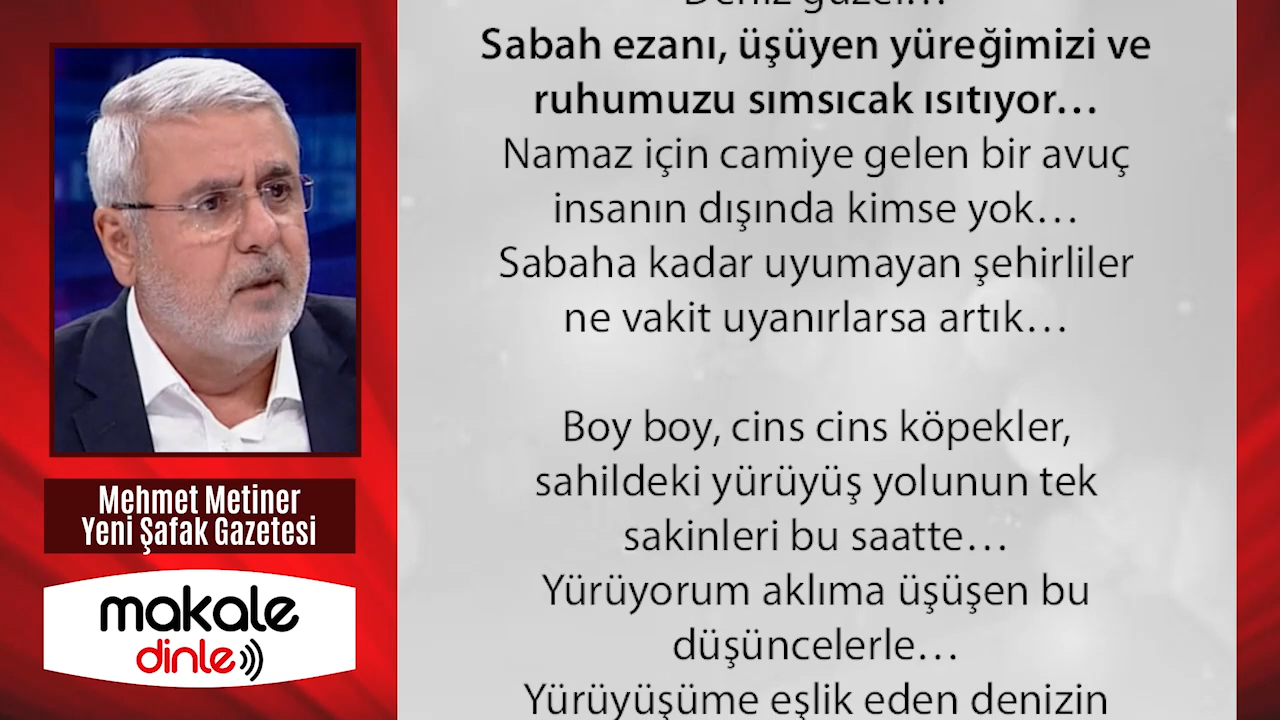 Deniz güzel…
Sabah ezanı, üşüyen yüreğimizi ve
ruhumuzu sımsıcak ısıtıyor…
Namaz için camiye gelen bir avuç
insanın dışında kimse yok…
Sabaha kadar uyumayan şehirliler
ne vakit uyanırlarsa artık…
Boy boy, cins cins köpekler,
sahildeki yürüyüş yolunun tek
sakinleri bu saatte…
Yürüyorum aklıma üşüşen bu
düşüncelerle…
Yürüyüşüme eşlik eden denizin
Mehmet Metiner
Yeni Şafak Gazetesi
makale
dinle